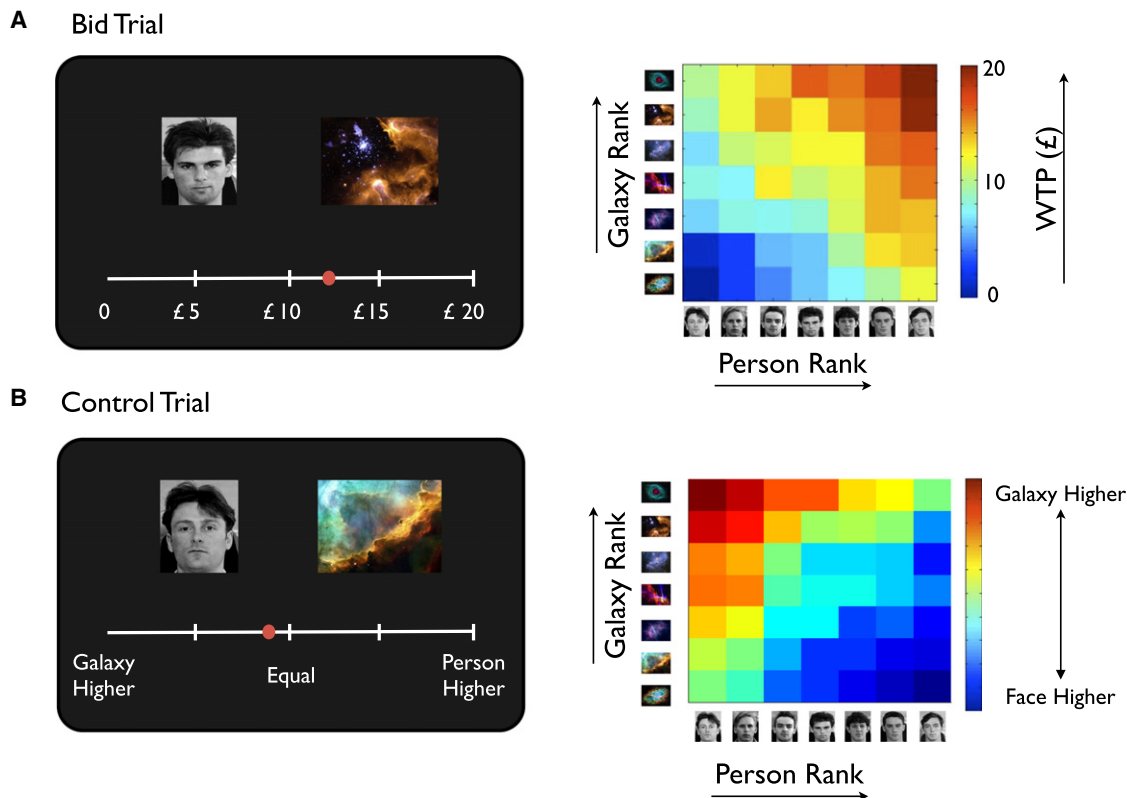 A
Bid Trial
0
£ 5
£ 10
£ 15
£ 20
Galaxy Rank
Person Rank
20
10
0
WTP (£)
B
Control Trial
Galaxy
Higher
Equal
Person
Higher
Galaxy Rank
Person Rank
Galaxy Higher
Face Higher